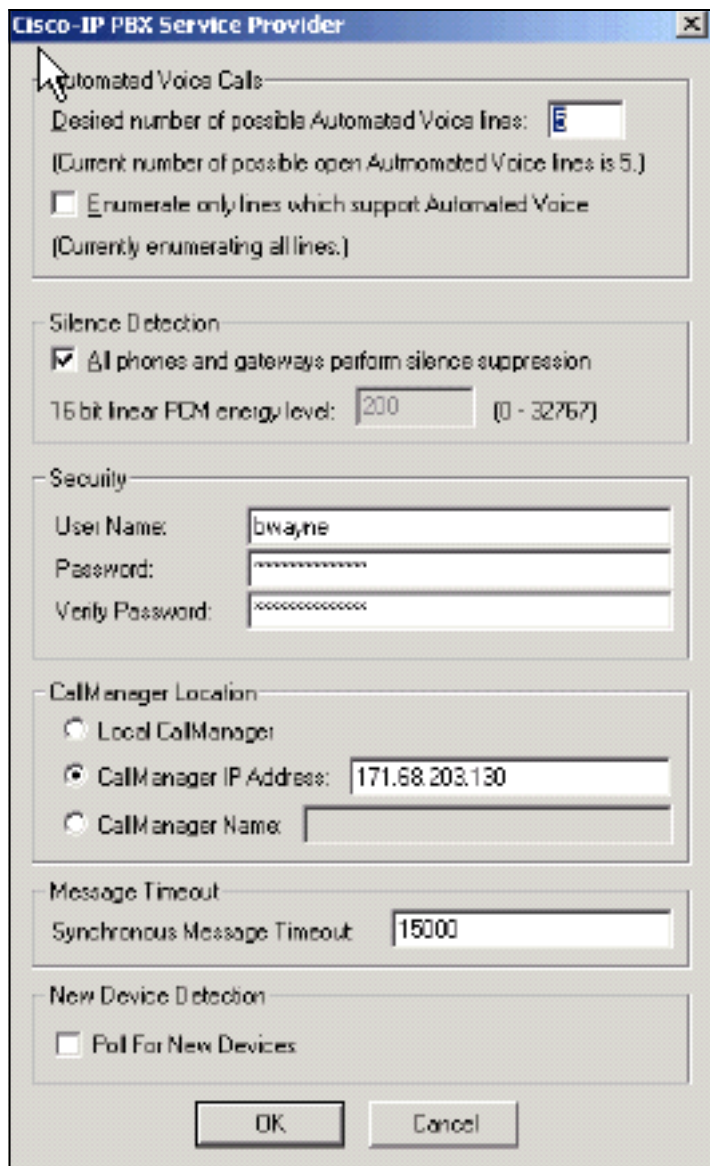 Cisco-IP PBX Service Provider
Automated Voice Calls
Desired number of possible Automated Voice lines: 5
(Current number of possible open Autmomated Voice lines is 5.)
Enumerate only lines which support Automated Voice
(Currently enumerating all lines.)
Silence Detection
All phones and gateways perform silence suppression
16 bit linear PCM energy level: 200 (0 - 32767)
Security
User Name: bwayne
Password: **************
Verify Password: **************
CallManager Location
Local CallManager
CallManager IP Address: 171.68.203.130
CallManager Name:
Message Timeout
Synchronous Message Timeout: 15000
New Device Detection
Poll For New Devices
OK Cancel